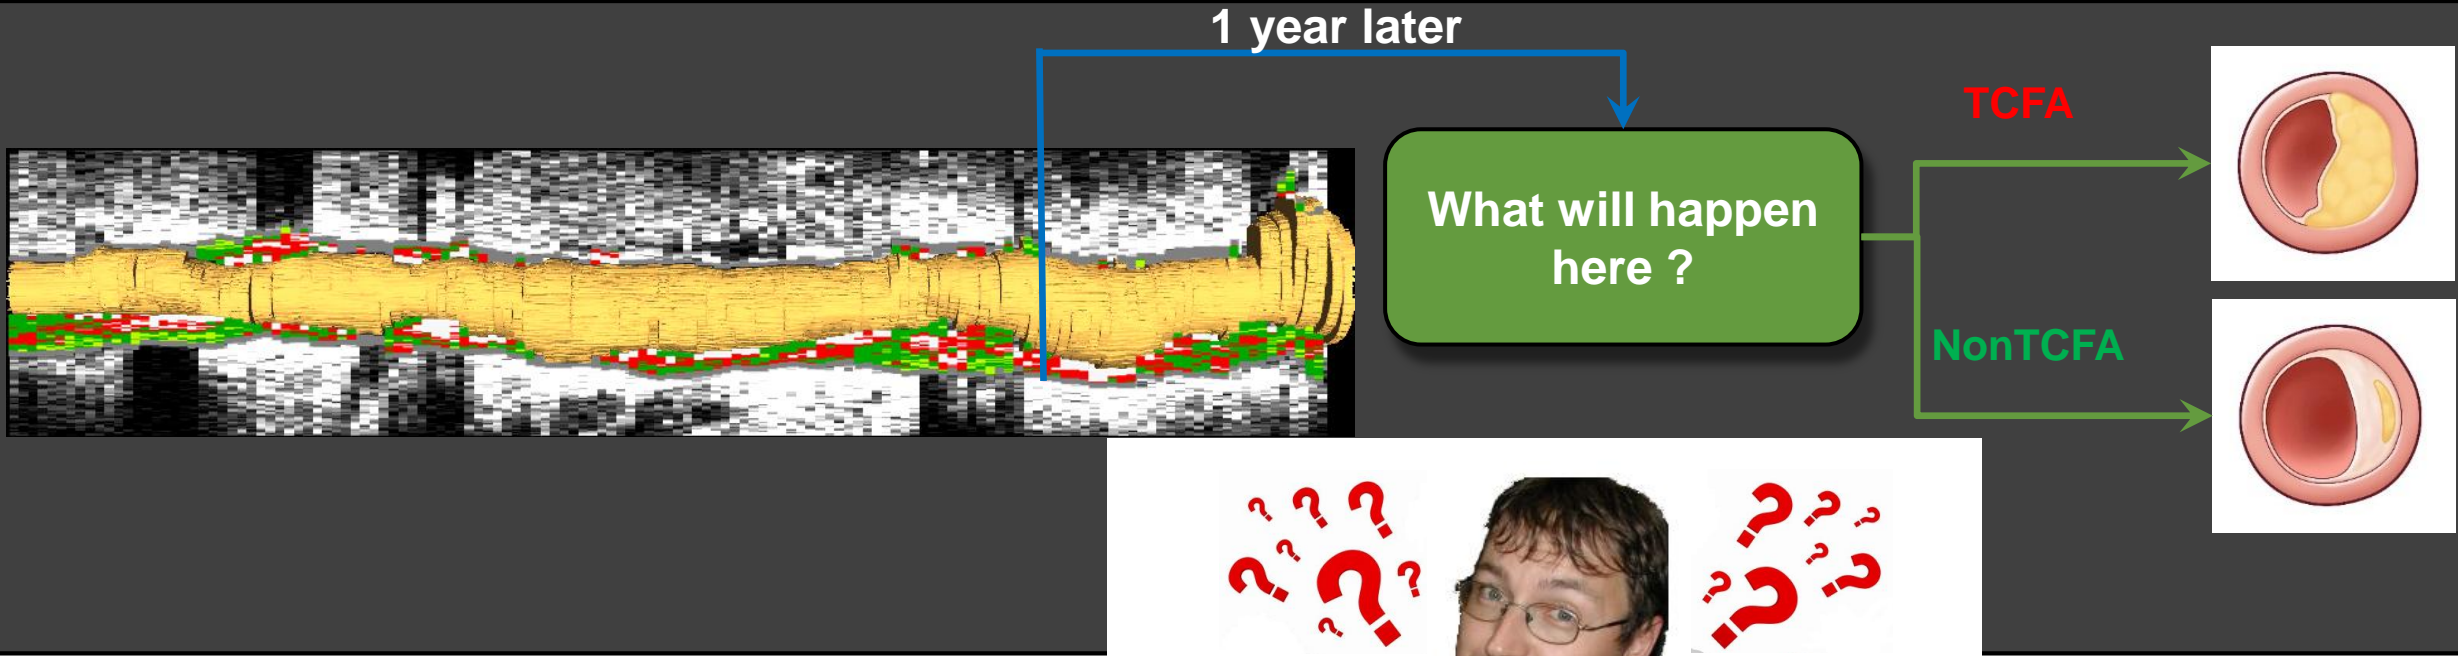 1 year later
What will happen
here ?
TCFA
NonTCFA